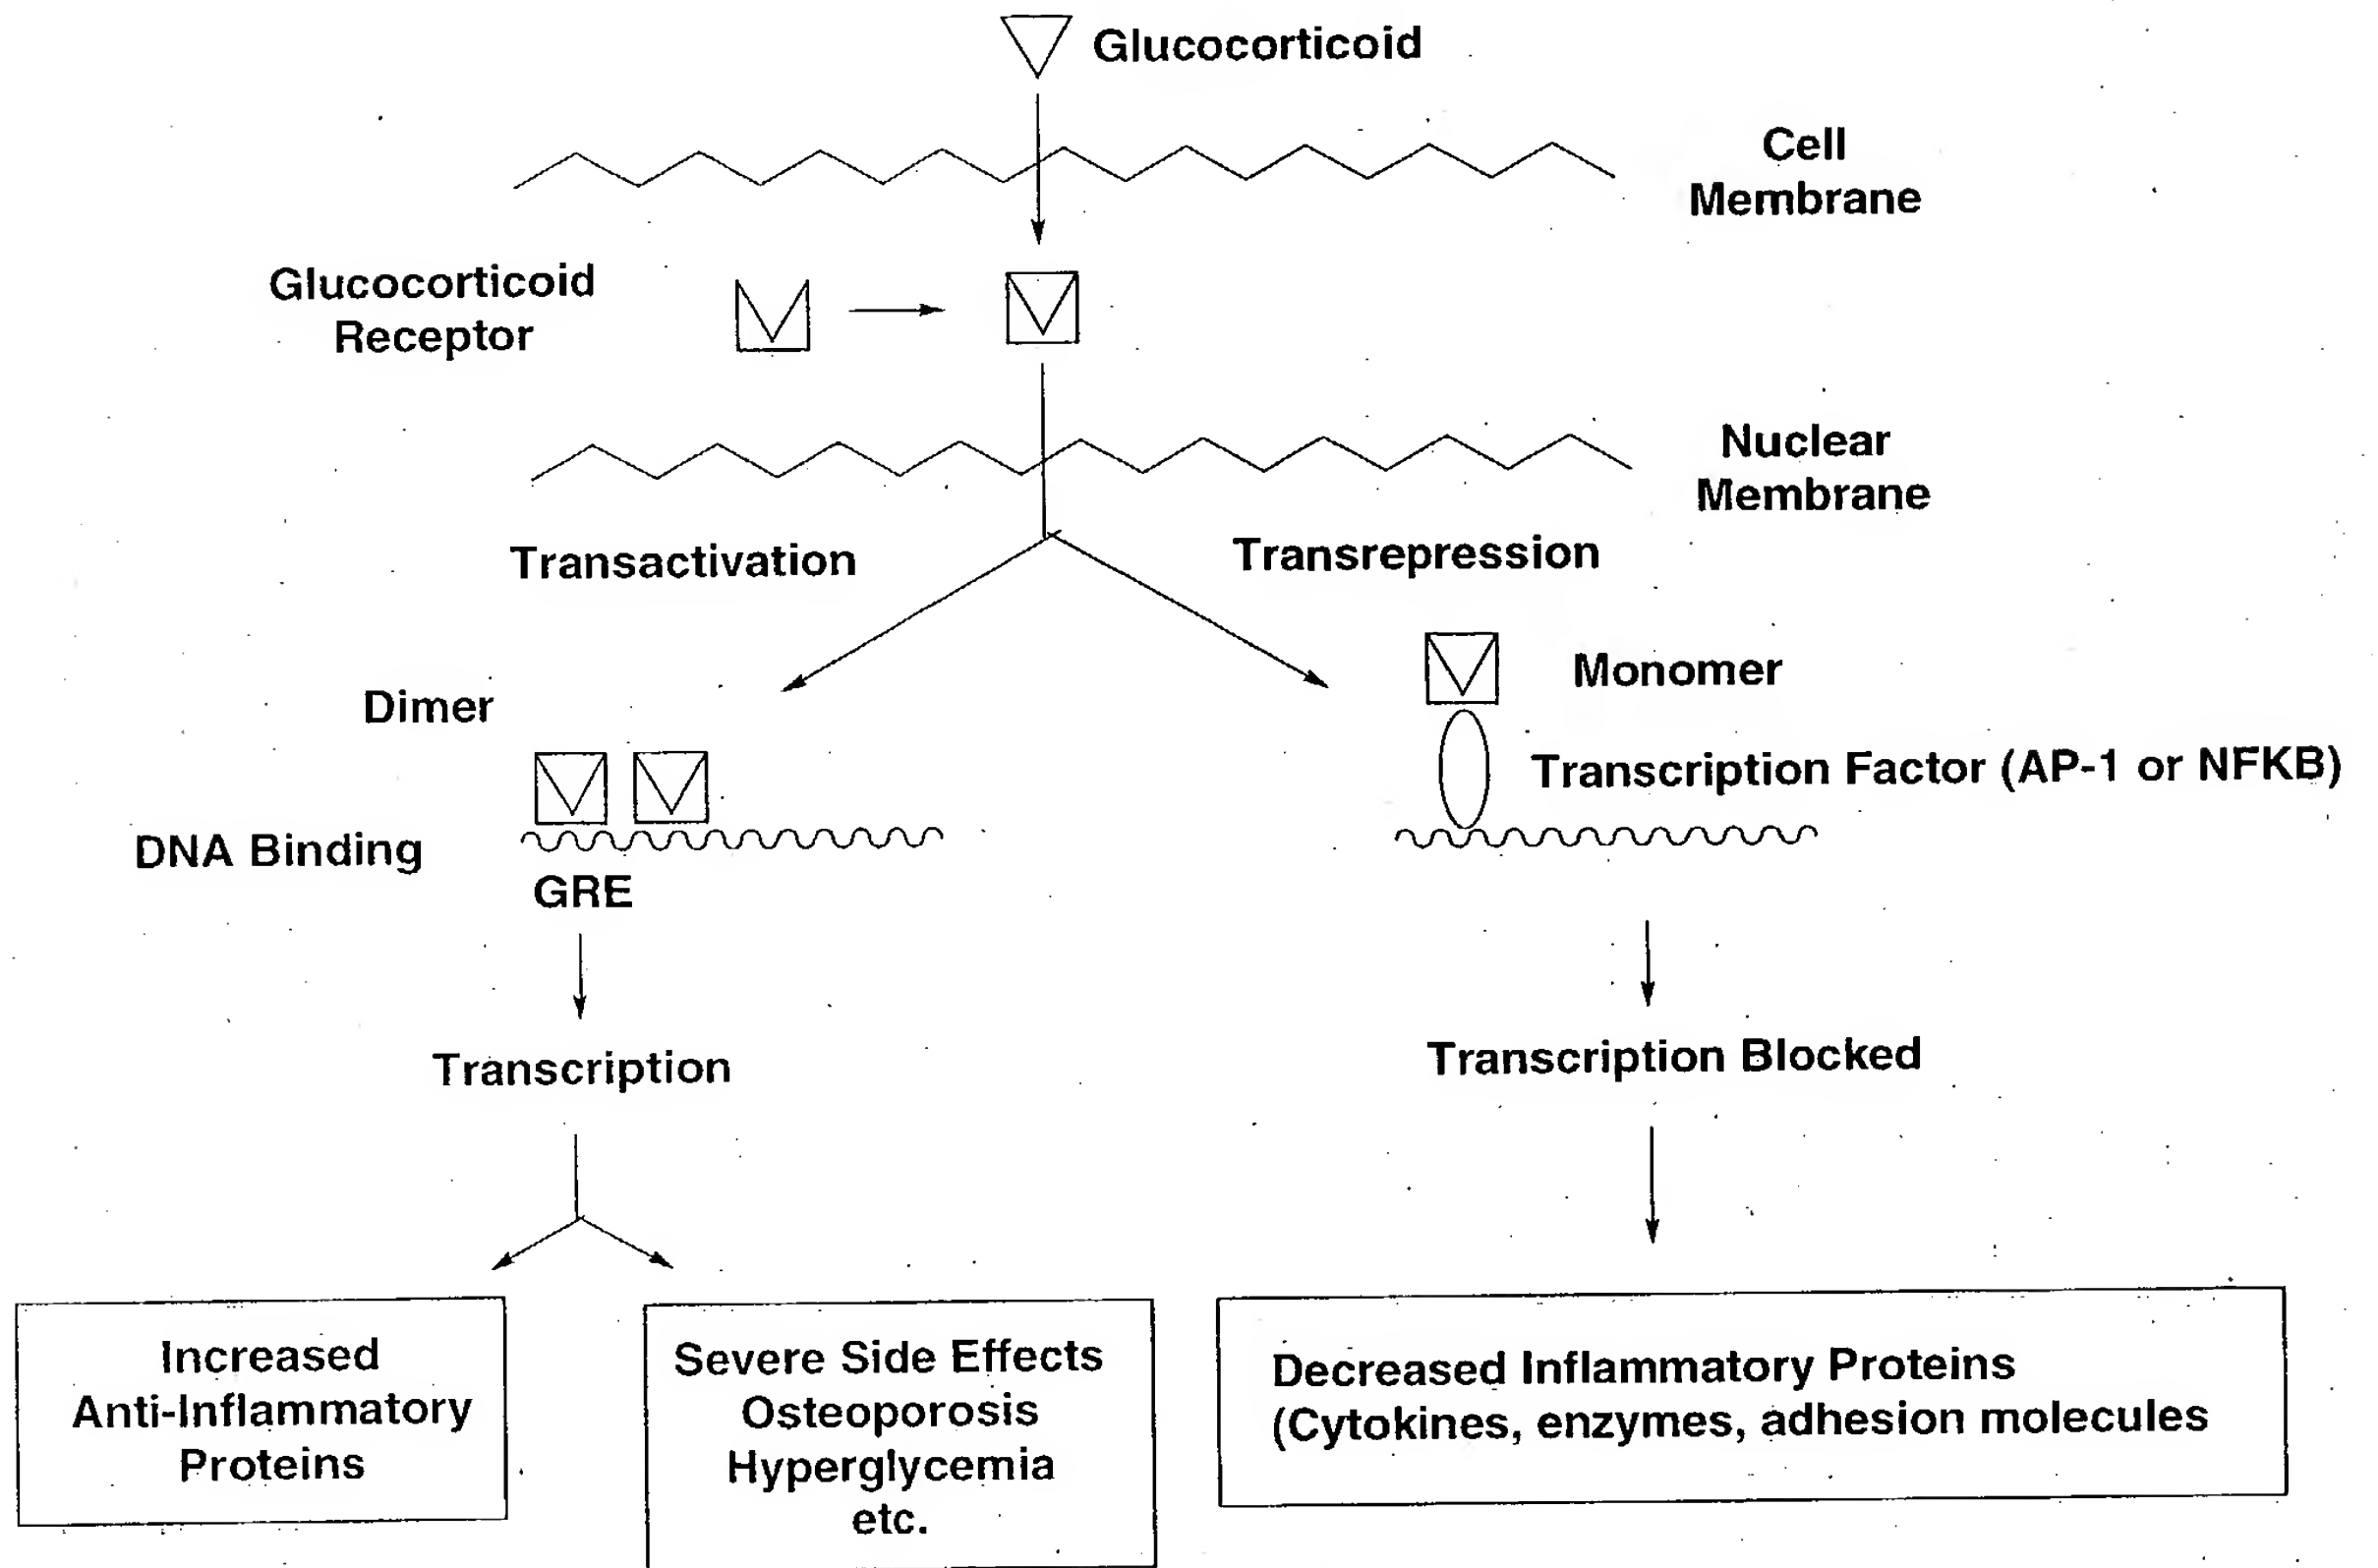 Glucocorticoid
Cell
Membrane
Glucocorticoid
Receptor
Nuclear
Membrane
Transactivation
Transrepression
Dimer
Monomer
Transcription Factor (AP-1 or NFKB)
DNA Binding
GRE
Transcription
Transcription Blocked
Increased
Anti-Inflammatory
Proteins
Severe Side Effects
Osteoporosis
Hyperglycemia
etc.
Decreased Inflammatory Proteins
(Cytokines, enzymes, adhesion molecules